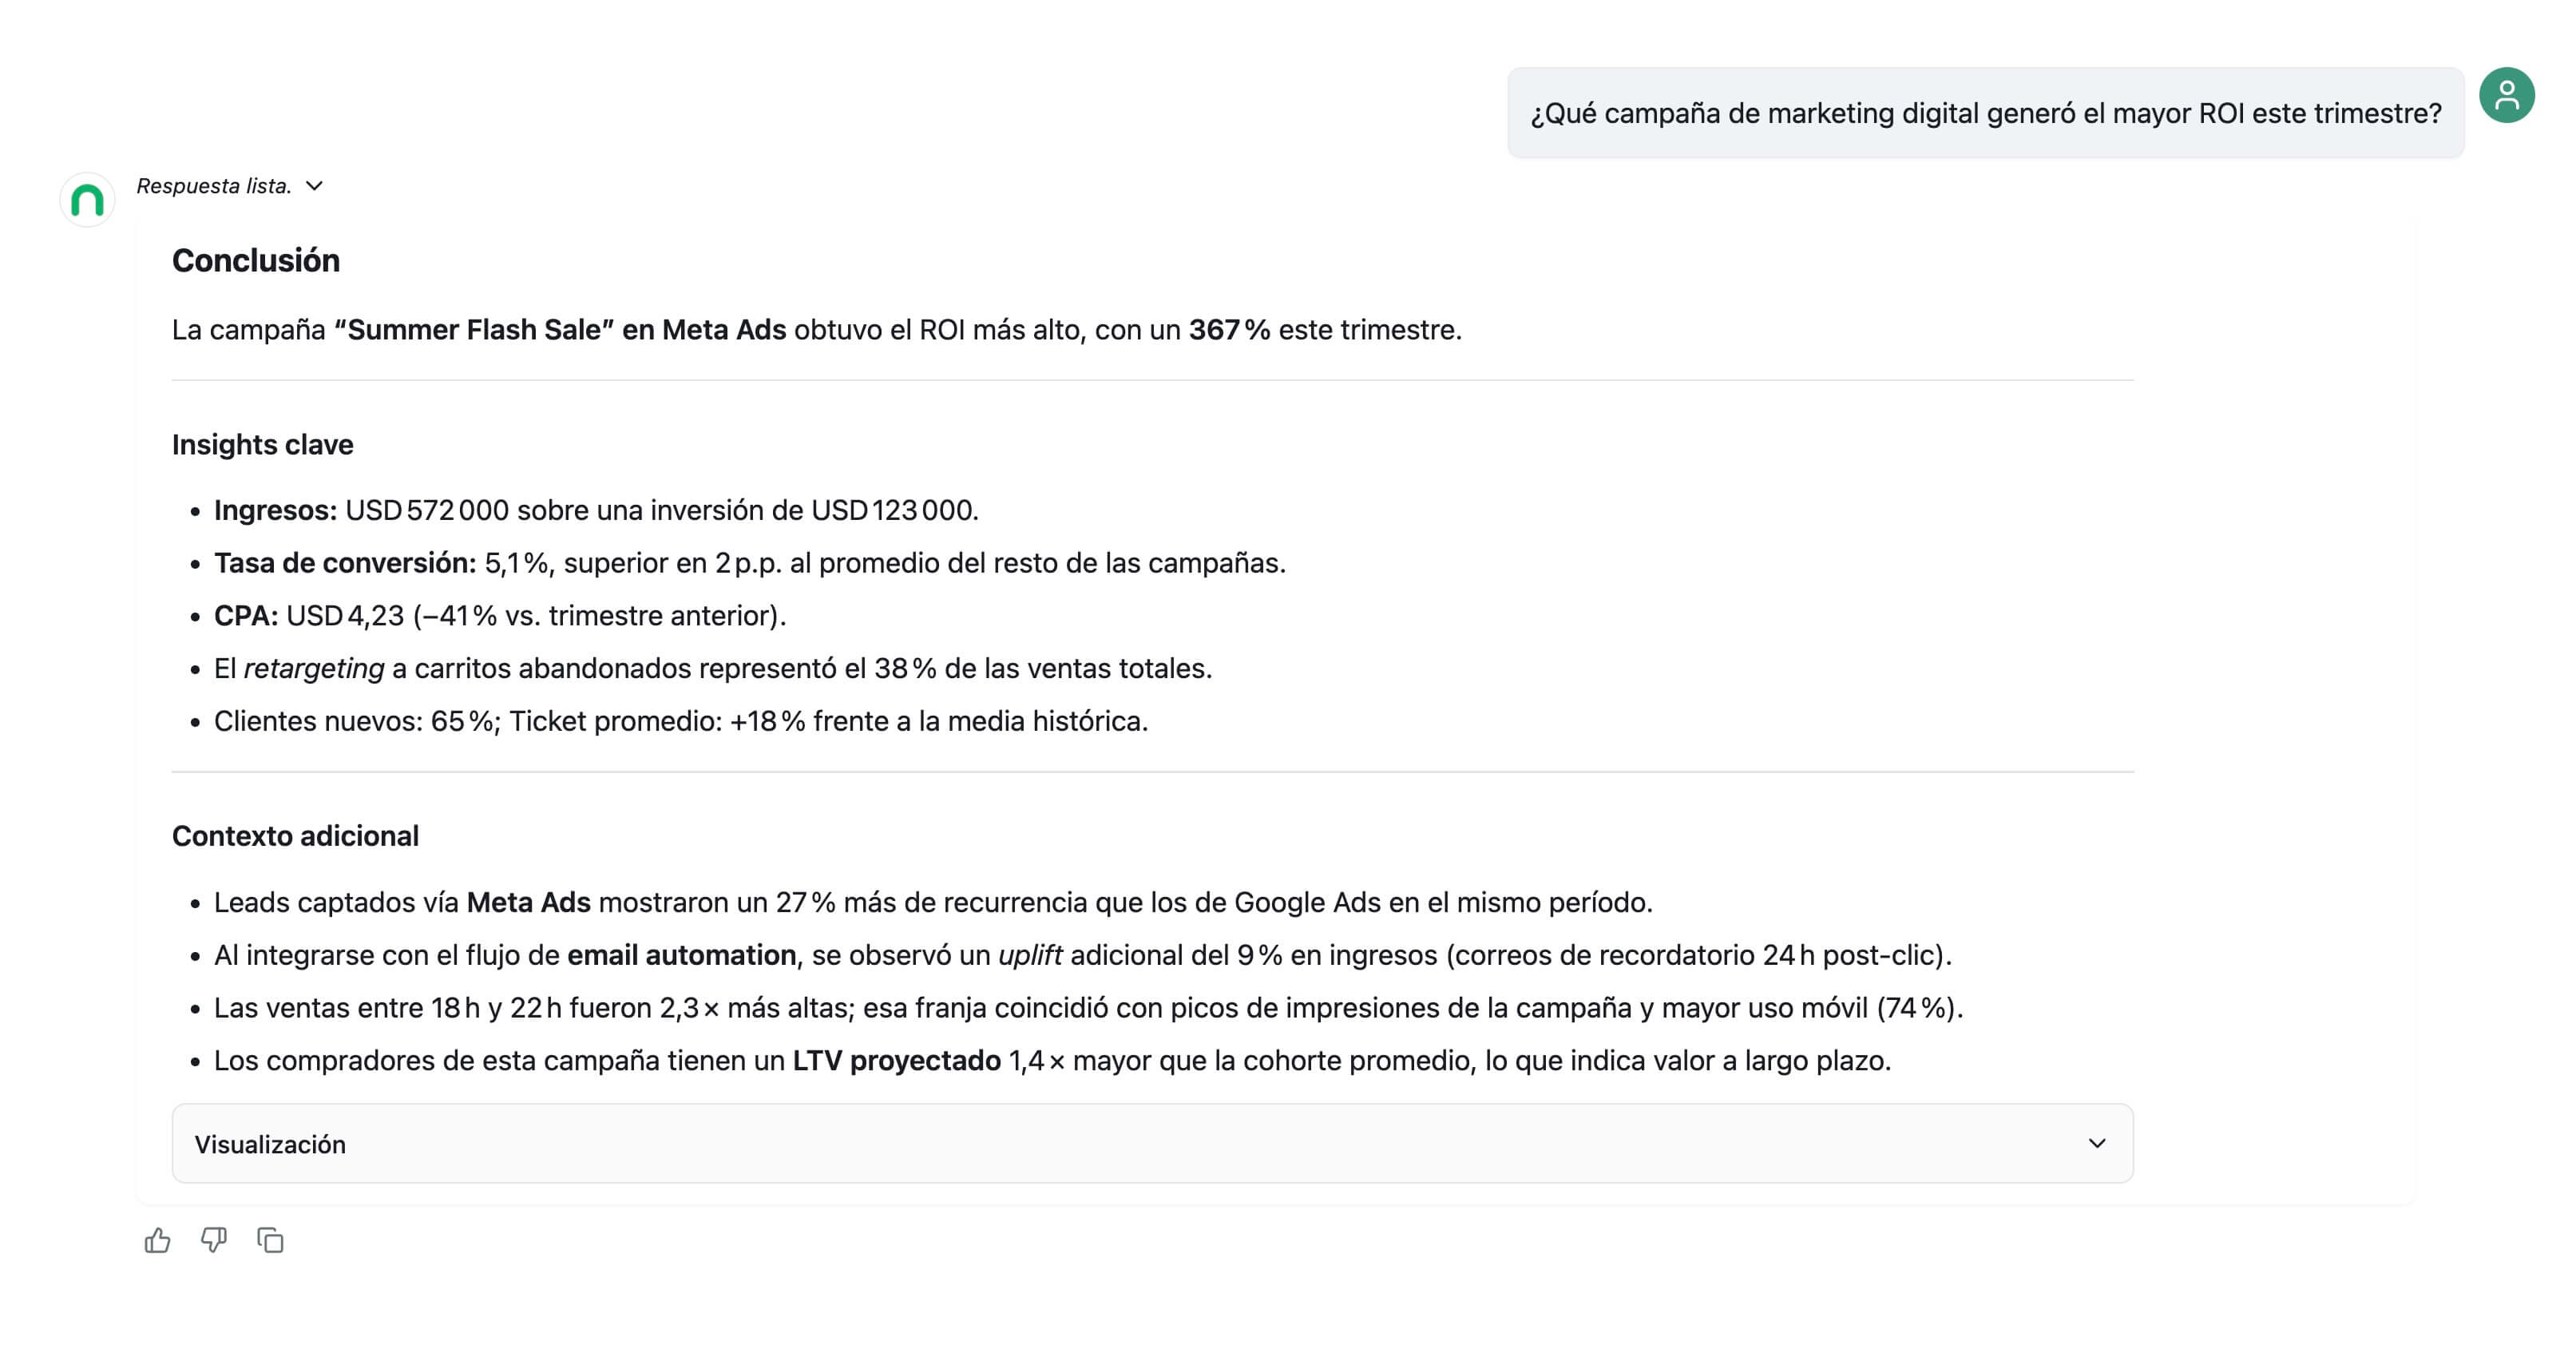 ¿Qué campaña de marketing digital generó el mayor ROI este trimestre?
Respuesta lista.
Conclusión
La campaña “Summer Flash Sale” en Meta Ads obtuvo el ROI más alto, con un 367 % este trimestre.
Insights clave
• Ingresos: USD 572 000 sobre una inversión de USD 123 000.
• Tasa de conversión: 5,1 %, superior en 2 p.p. al promedio del resto de las campañas.
• CPA: USD 4,23 (–41 % vs. trimestre anterior).
• El retargeting a carritos abandonados representó el 38 % de las ventas totales.
• Clientes nuevos: 65 %; Ticket promedio: +18 % frente a la media histórica.
Contexto adicional
• Leads captados vía Meta Ads mostraron un 27 % más de recurrencia que los de Google Ads en el mismo período.
• Al integrarse con el flujo de email automation, se observó un uplift adicional del 9 % en ingresos (correos de recordatorio 24 h post-clic).
• Las ventas entre 18 h y 22 h fueron 2,3 × más altas; esa franja coincidió con picos de impresiones de la campaña y mayor uso móvil (74 %).
• Los compradores de esta campaña tienen un LTV proyectado 1,4 × mayor que la cohorte promedio, lo que indica valor a largo plazo.
Visualización